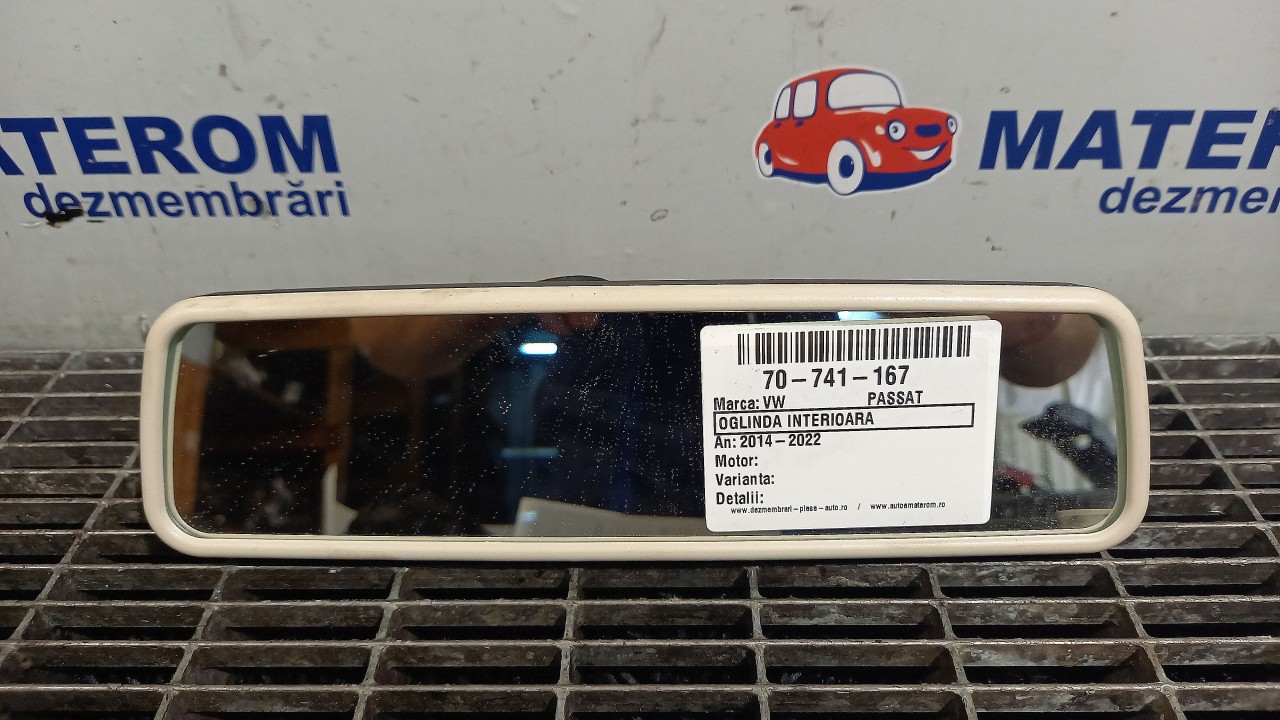 ATEROM
dezmembrări
MATER
dezmem
70-741-167
Marca: VW PASSAT
OGLINDA INTERIOARA
An: 2014-2022
Motor:
Varianta:
Detalii:
www.dezmembrari-piese-auto.ro / www.autoematerom.ro